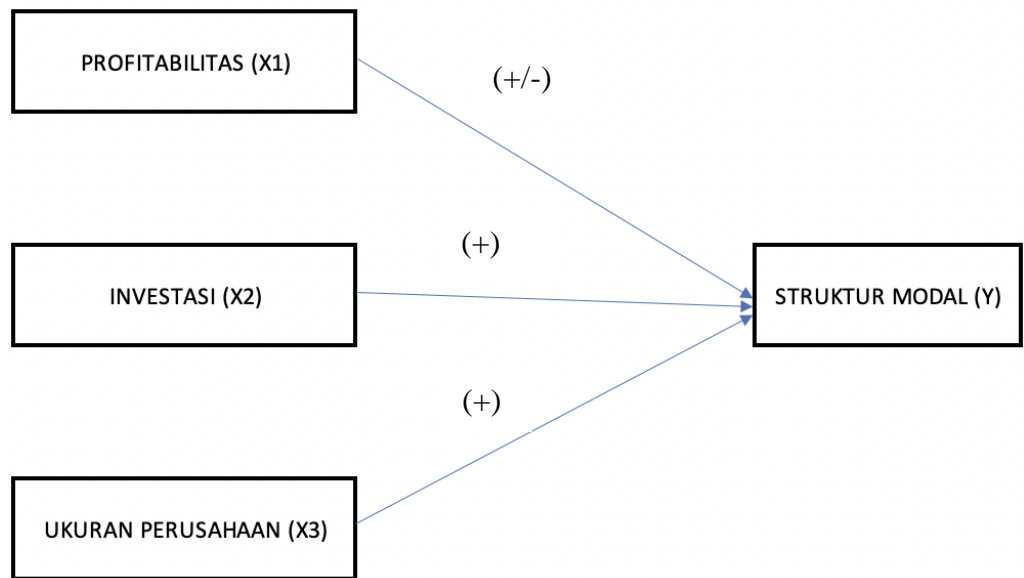 PROFITABILITAS (X1)
(+/-)
(+)
INVESTASI (X2)
STRUKTUR MODAL (Y)
(+)
UKURAN PERUSAHAAN (X3)